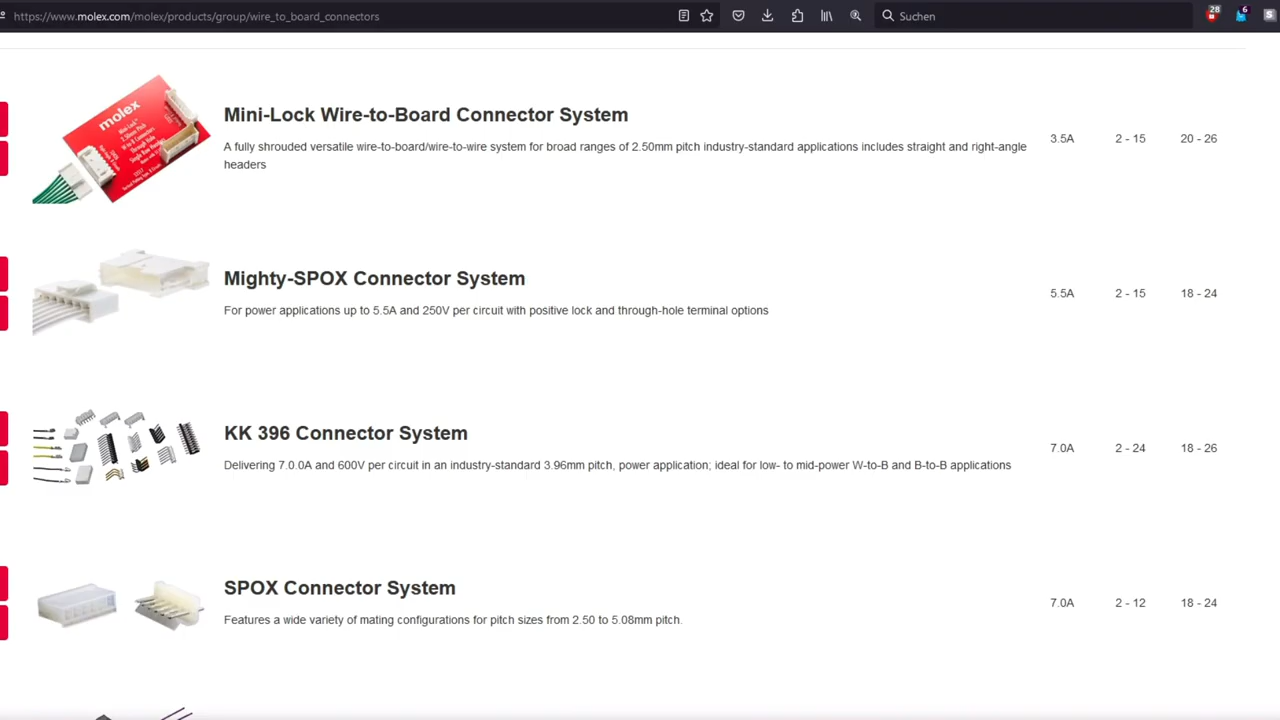 https://www.molex.com/molex/products/group/wire_to_board_connectors
Suchen
28
6
S
molex
Mini-Lock Wire-to-Board Connector System
A fully shrouded versatile wire-to-board/wire-to-wire system for broad ranges of 2.50mm pitch industry-standard applications includes straight and right-angle
headers
3.5A
2 - 15
20 - 26
Mighty-SPOX Connector System
For power applications up to 5.5A and 250V per circuit with positive lock and through-hole terminal options
5.5A
2 - 15
18 - 24
KK 396 Connector System
Delivering 7.0.0A and 600V per circuit in an industry-standard 3.96mm pitch, power application; ideal for low- to mid-power W-to-B and B-to-B applications
7.0A
2 - 24
18 - 26
SPOX Connector System
Features a wide variety of mating configurations for pitch sizes from 2.50 to 5.08mm pitch.
7.0A
2 - 12
18 - 24